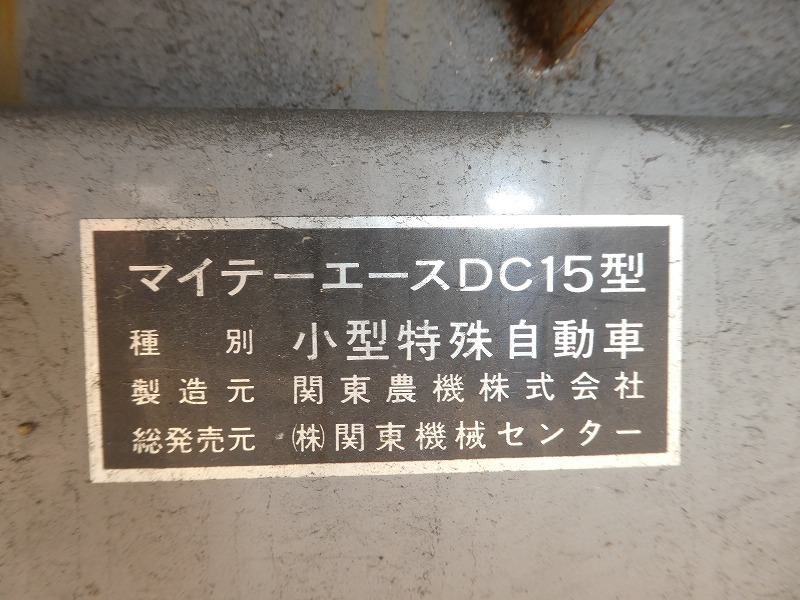 マイテーエースDC15型
種別 小型特殊自動車
製造元 関東農機株式会社
総発売元 ㈱関東機械センター